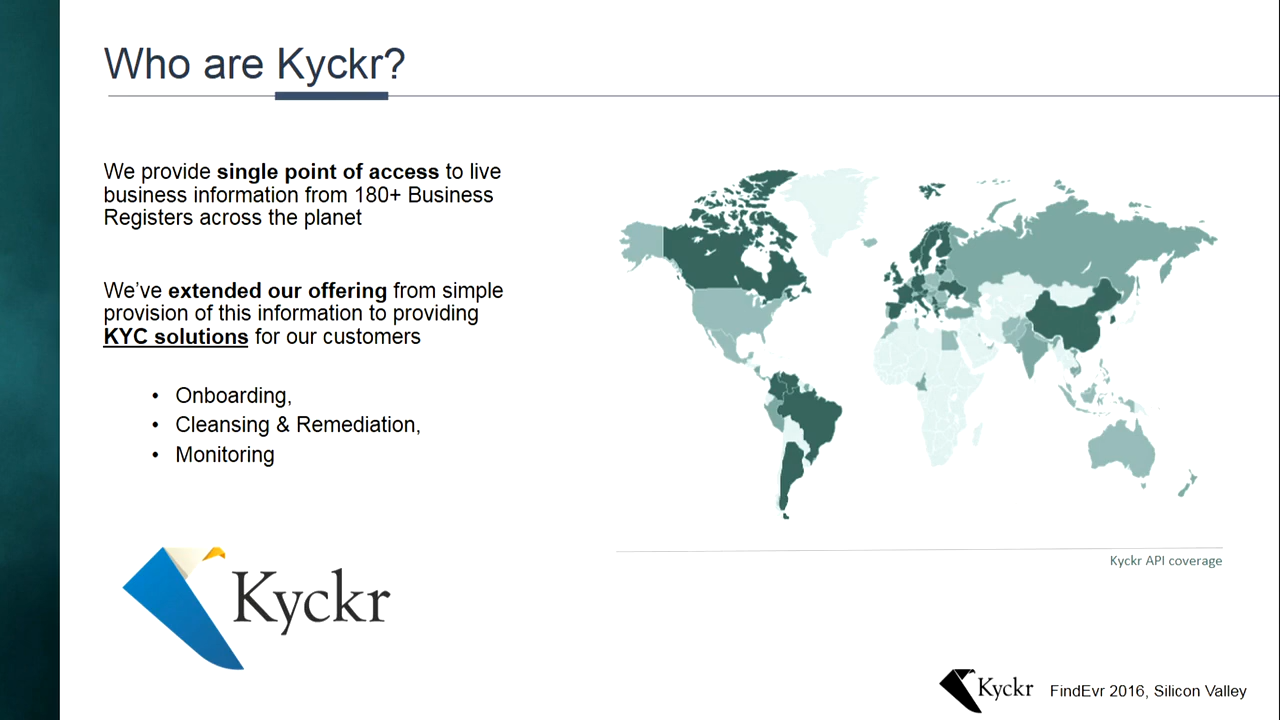 Who are Kyckr?
We provide single point of access to live
business information from 180+ Business
Registers across the planet
We've extended our offering from simple
provision of this information to providing
KYC solutions for our customers
• Onboarding,
• Cleansing & Remediation,
• Monitoring
Kyckr
Kyckr API coverage
Kyckr FindEvr 2016, Silicon Valley